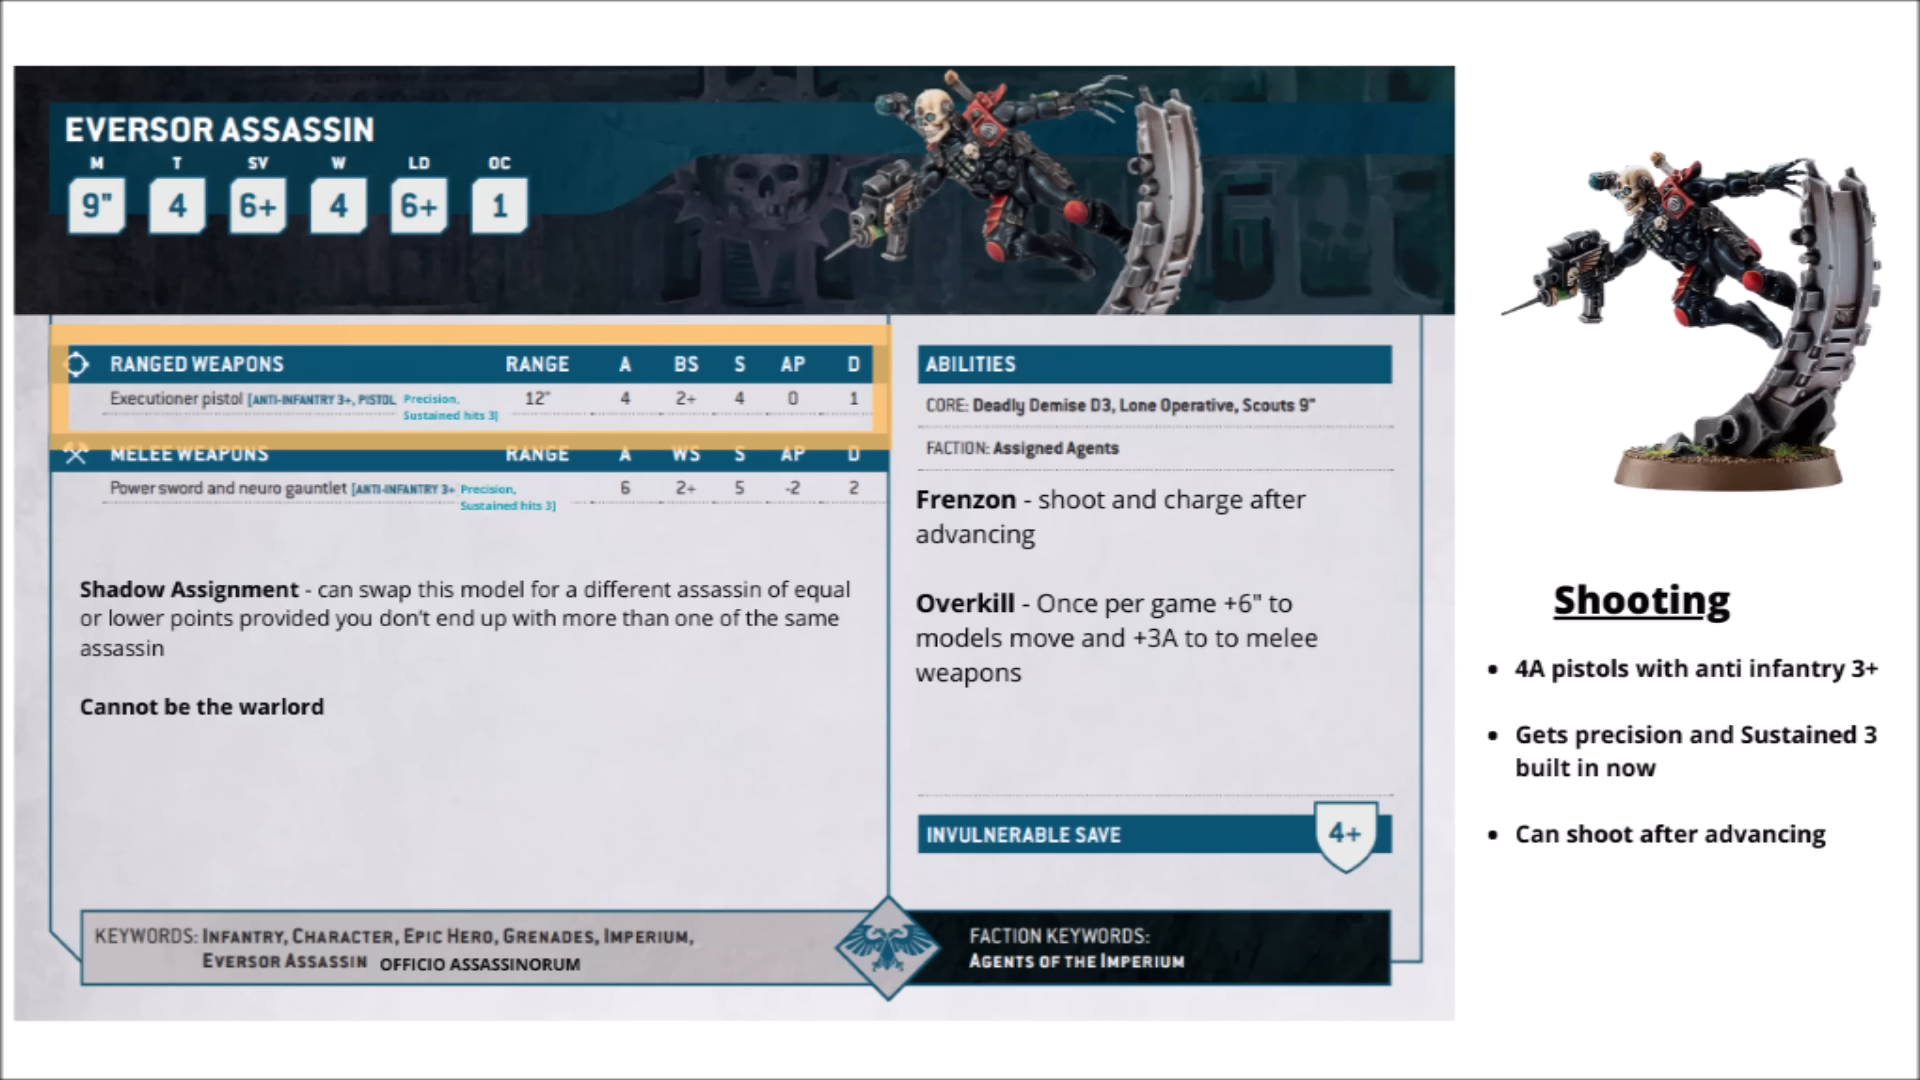 EVERSOR ASSASSIN
M T SV W LD OC
9" 4 6+ 4 6+ 1
RANGED WEAPONS RANGE A BS S AP D
Executioner pistol [ANTI-INFANTRY 3+, PISTOL Precision, 12" 4 2+ 4 0 1
Sustained hits 3]
MELEE WEAPONS RANGE A WS S AP D
Power sword and neuro gauntlet [ANTI-INFANTRY 3+ Precision, 6 2+ 5 -2 2
Sustained hits 3]
Shadow Assignment - can swap this model for a different assassin of equal
or lower points provided you don't end up with more than one of the same
assassin
Cannot be the warlord
ABILITIES
CORE: Deadly Demise D3, Lone Operative, Scouts 9"
FACTION: Assigned Agents
Frenzon - shoot and charge after
advancing
Overkill - Once per game +6" to
models move and +3A to to melee
weapons
INVULNERABLE SAVE 4+
KEYWORDS: INFANTRY, CHARACTER, EPIC HERO, GRENADES, IMPERIUM,
EVERSOR ASSASSIN OFFICIO ASSASSINORUM
FACTION KEYWORDS:
AGENTS OF THE IMPERIUM
Shooting
• 4A pistols with anti infantry 3+
• Gets precision and Sustained 3
built in now
• Can shoot after advancing